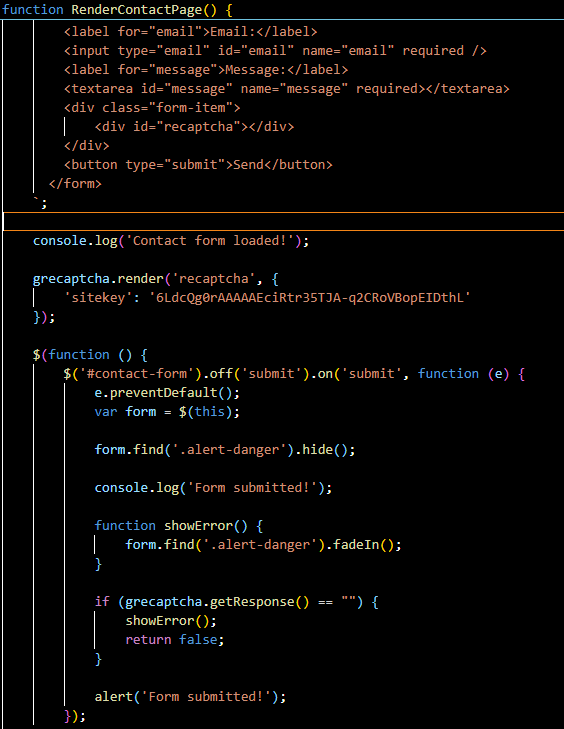 function RenderContactPage() {
<label for="email">Email:</label>
<input type="email" id="email" name="email" required />
<label for="message">Message:</label>
<textarea id="message" name="message" required></textarea>
<div class="form-item">
<div id="recaptcha"></div>
</div>
<button type="submit">Send</button>
</form>
`;
console.log('Contact form loaded!');
grecaptcha.render('recaptcha', {
'sitekey': '6LdcQg0rAAAAAEciRtr35TJA-q2CRoVBopEIDthL'
});
$(function () {
$('#contact-form').off('submit').on('submit', function (e) {
e.preventDefault();
var form = $(this);
form.find('.alert-danger').hide();
console.log('Form submitted!');
function showError() {
form.find('.alert-danger').fadeIn();
}
if (grecaptcha.getResponse() == "") {
showError();
return false;
}
alert('Form submitted!');
});